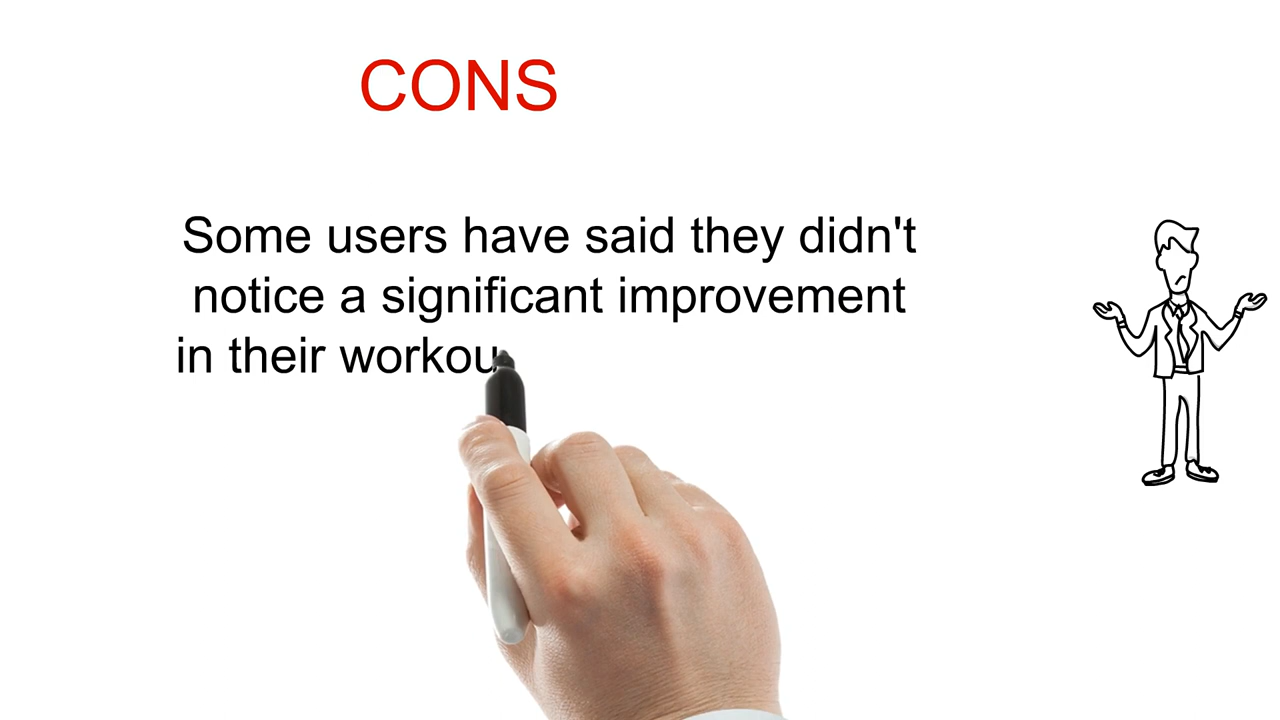 CONS
Some users have said they didn't
notice a significant improvement
in their workou